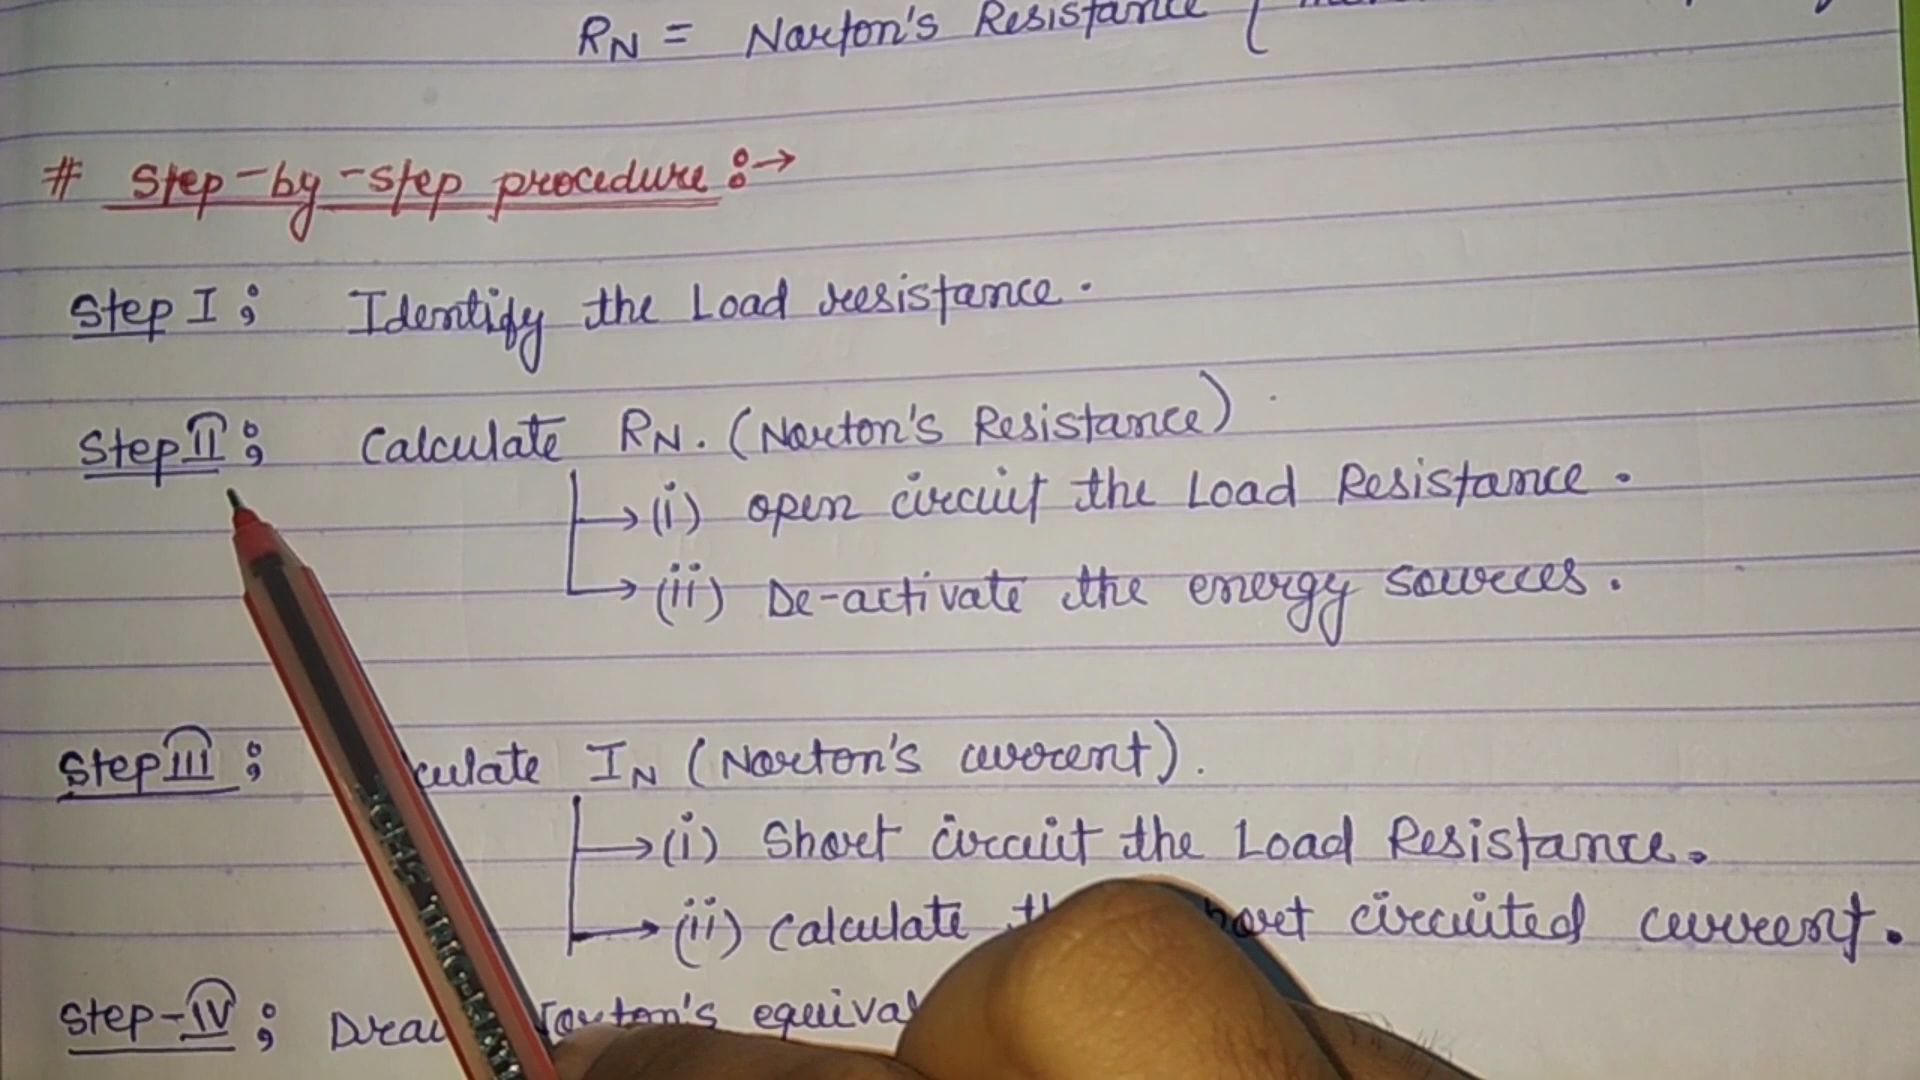 RN = Norton's Resistance (
# Step-by-step procedure :→
Step I : Identify the Load resistance.
Step II : Calculate RN. (Norton's Resistance)
→ (i) open circuit the Load Resistance.
→ (ii) De-activate the energy sources.
Step III : culate IN (Norton's current).
→ (i) Short circuit the Load Resistance.
→ (ii) Calculate circuited current.
Step-IV : Norton's